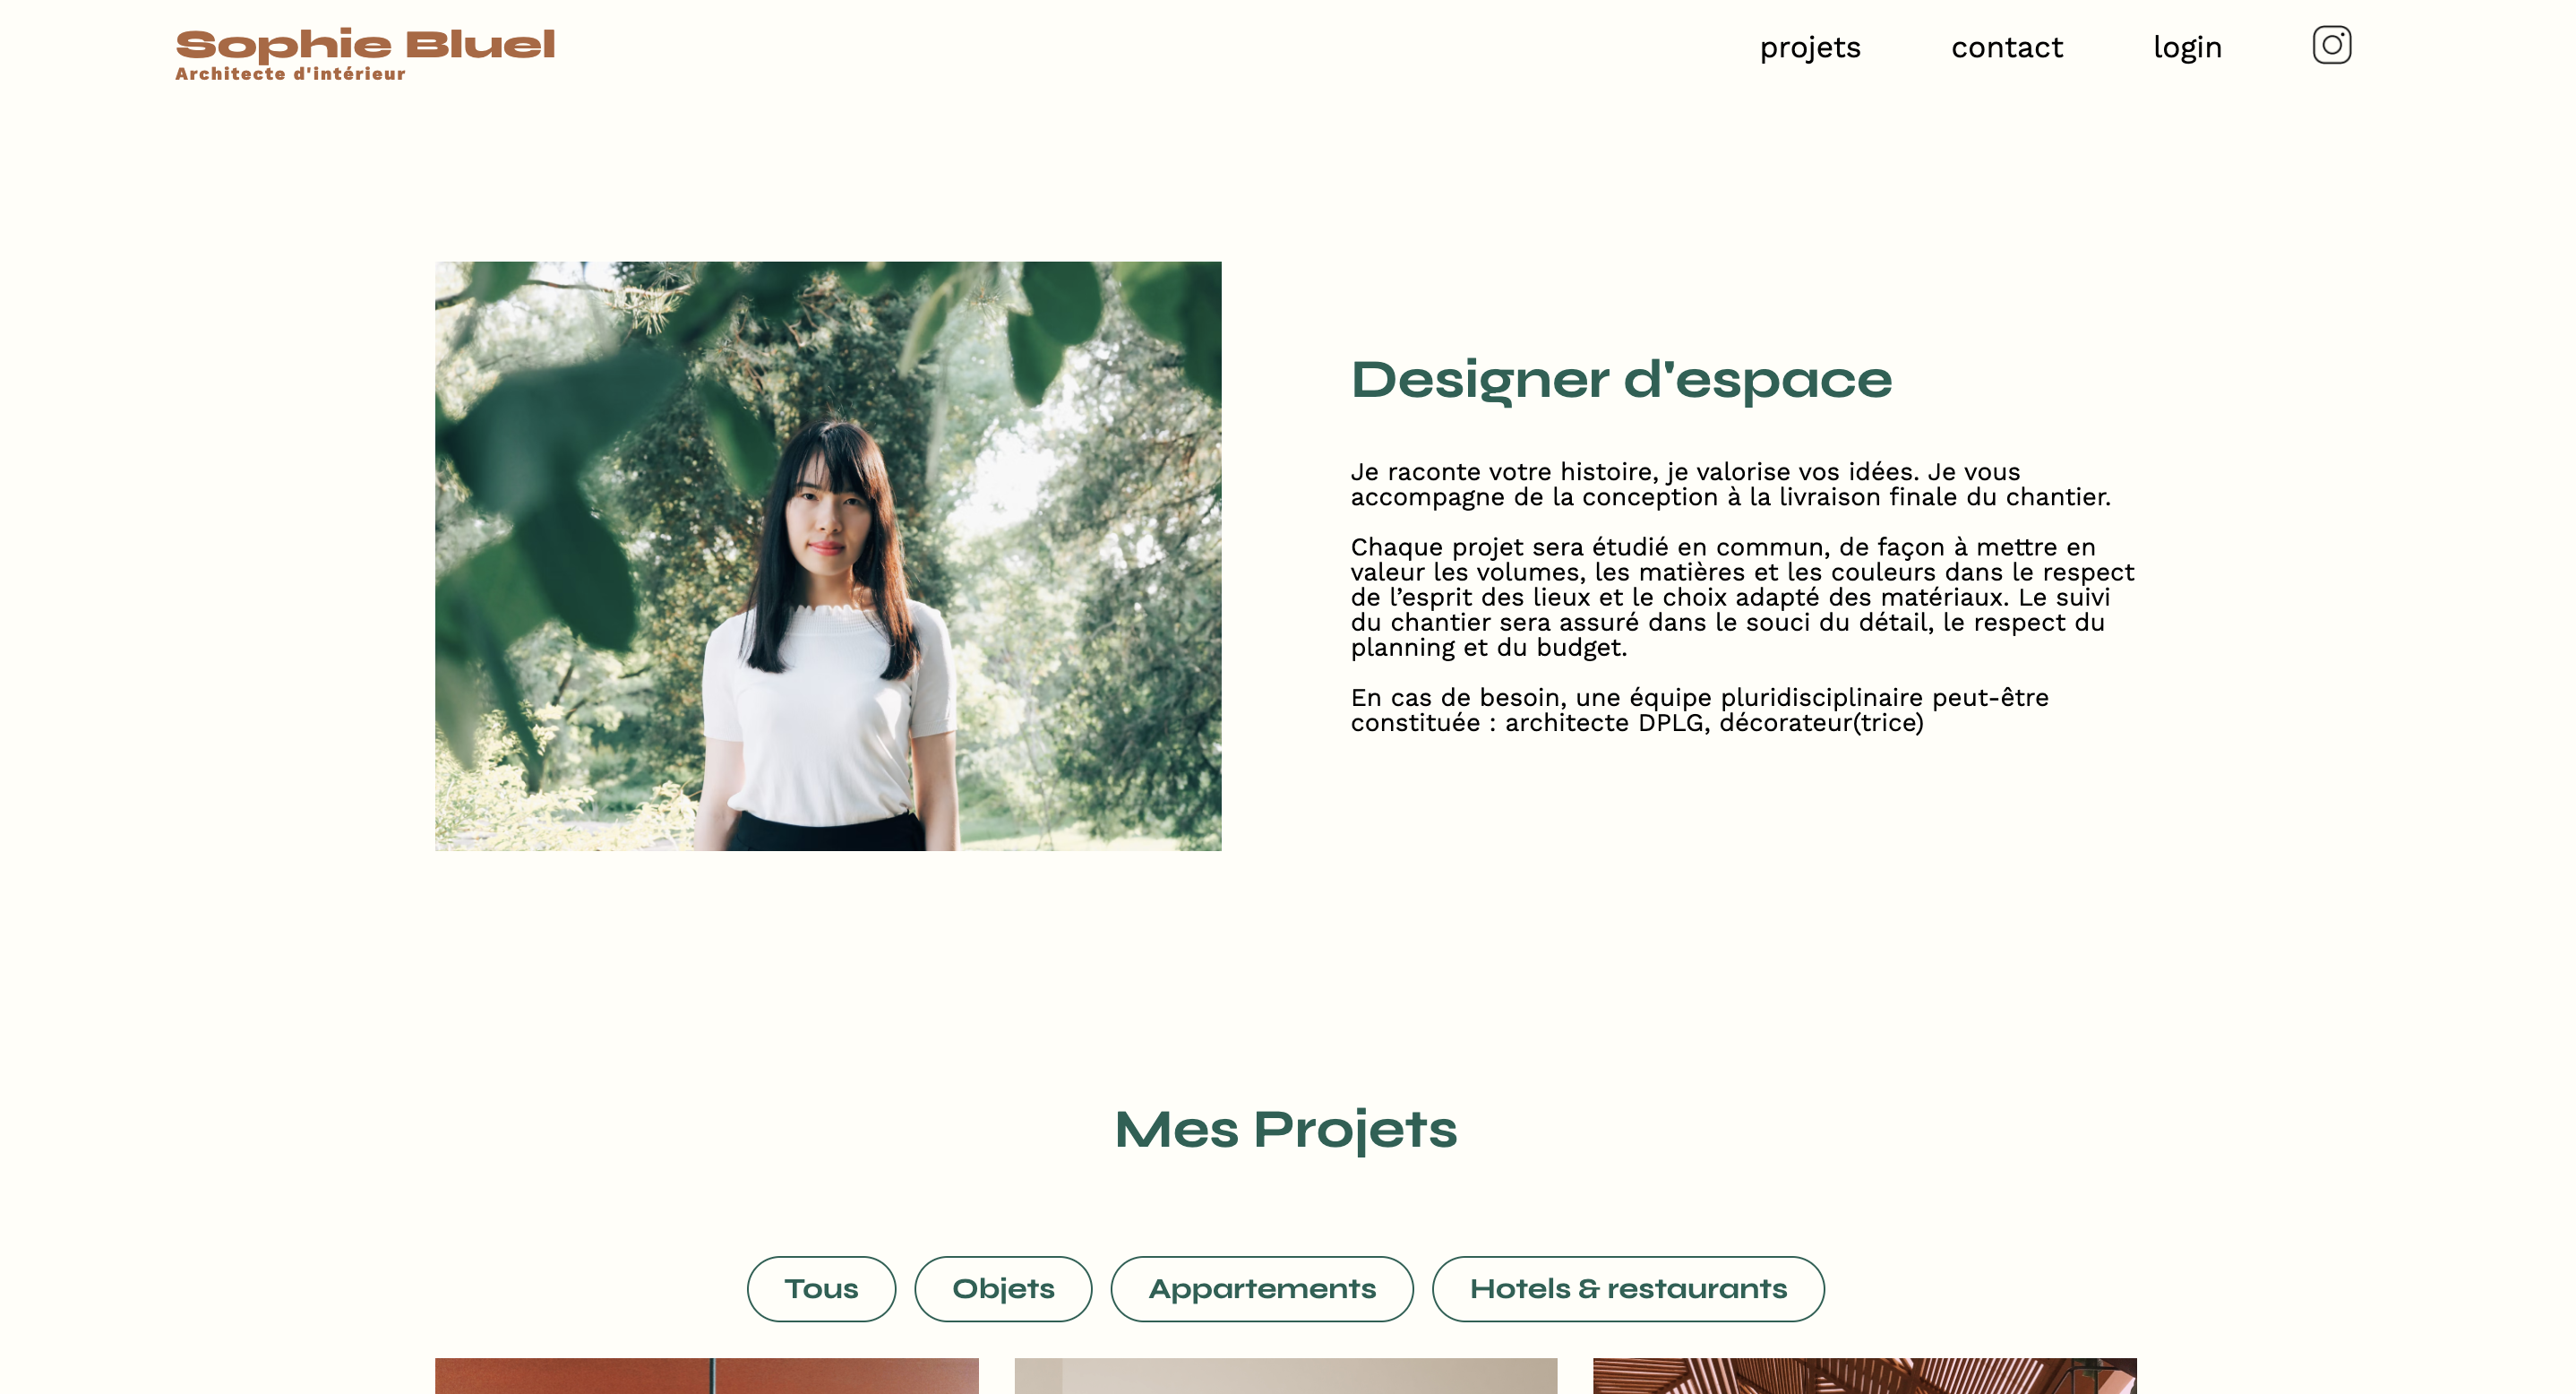 Sophie Bluel
Architecte d'intérieur
projets
contact
login
Designer d'espace
Je raconte votre histoire, je valorise vos idées. Je vous
accompagne de la conception à la livraison finale du chantier.
Chaque projet sera étudié en commun, de façon à mettre en
valeur les volumes, les matières et les couleurs dans le respect
de l’esprit des lieux et le choix adapté des matériaux. Le suivi
du chantier sera assuré dans le souci du détail, le respect du
planning et du budget.
En cas de besoin, une équipe pluridisciplinaire peut-être
constituée : architecte DPLG, décorateur(trice)
Mes Projets
Tous
Objets
Appartements
Hotels & restaurants